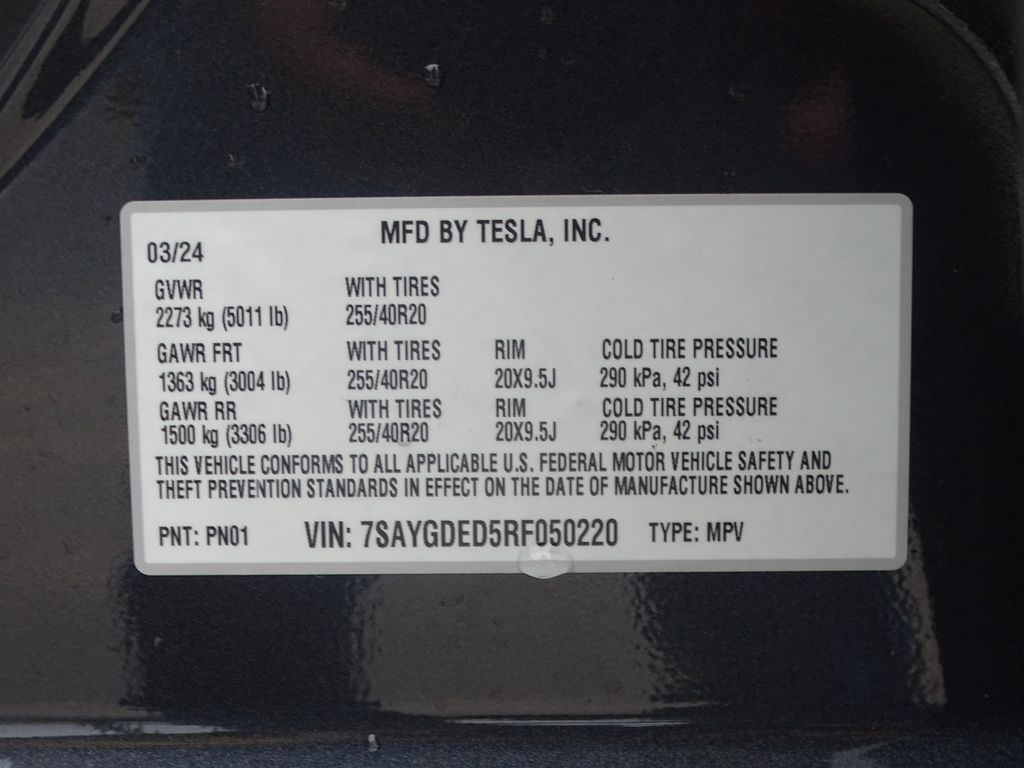 MFD BY TESLA, INC.
03/24
GVWR WITH TIRES
2273 kg (5011 lb) 255/40R20
GAWR FRT WITH TIRES RIM COLD TIRE PRESSURE
1363 kg (3004 lb) 255/40R20 20X9.5J 290 kPa, 42 psi
GAWR RR WITH TIRES RIM COLD TIRE PRESSURE
1500 kg (3306 lb) 255/40R20 20X9.5J 290 kPa, 42 psi
THIS VEHICLE CONFORMS TO ALL APPLICABLE U.S. FEDERAL MOTOR VEHICLE SAFETY AND
THEFT PREVENTION STANDARDS IN EFFECT ON THE DATE OF MANUFACTURE SHOWN ABOVE.
PNT: PN01 VIN: 7SAYGDED5RF050220 TYPE: MPV